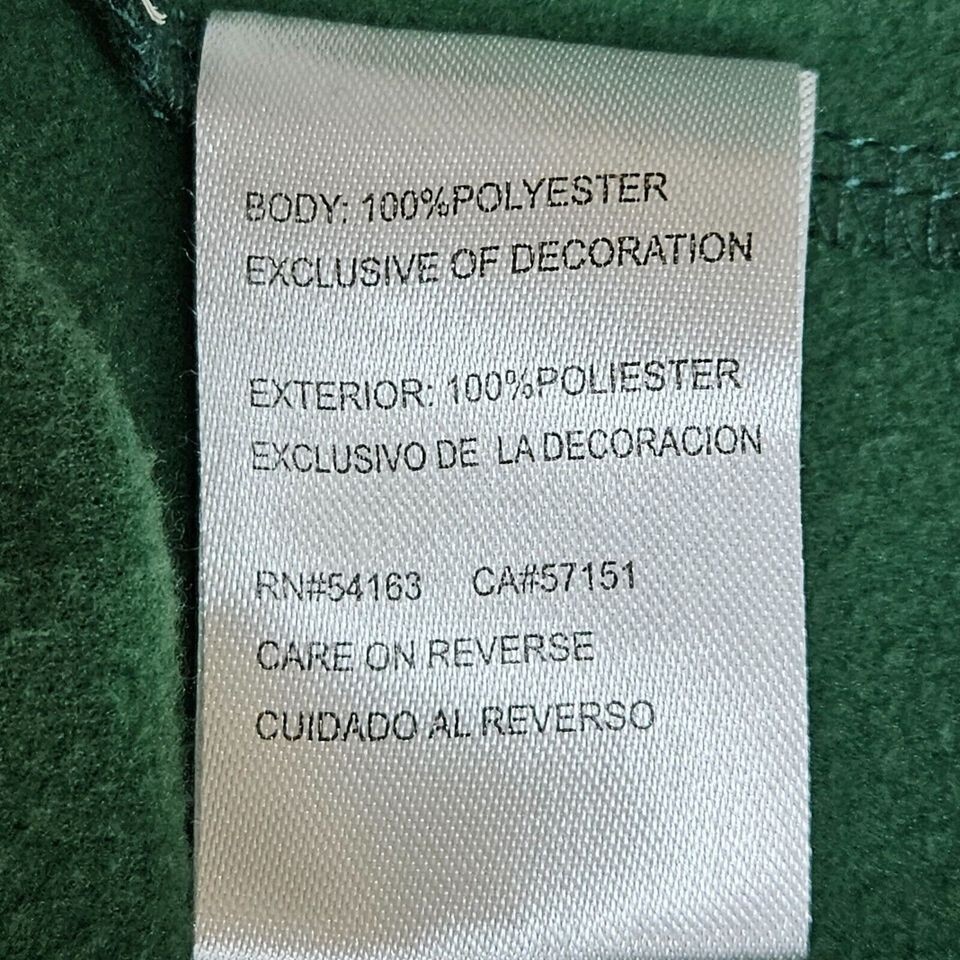 BODY: 100%POLYESTER
EXCLUSIVE OF DECORATION
EXTERIOR: 100%POLIESTER
EXCLUSIVO DE LA DECORACION
RN#54163 CA#57151
CARE ON REVERSE
CUIDADO AL REVERSO